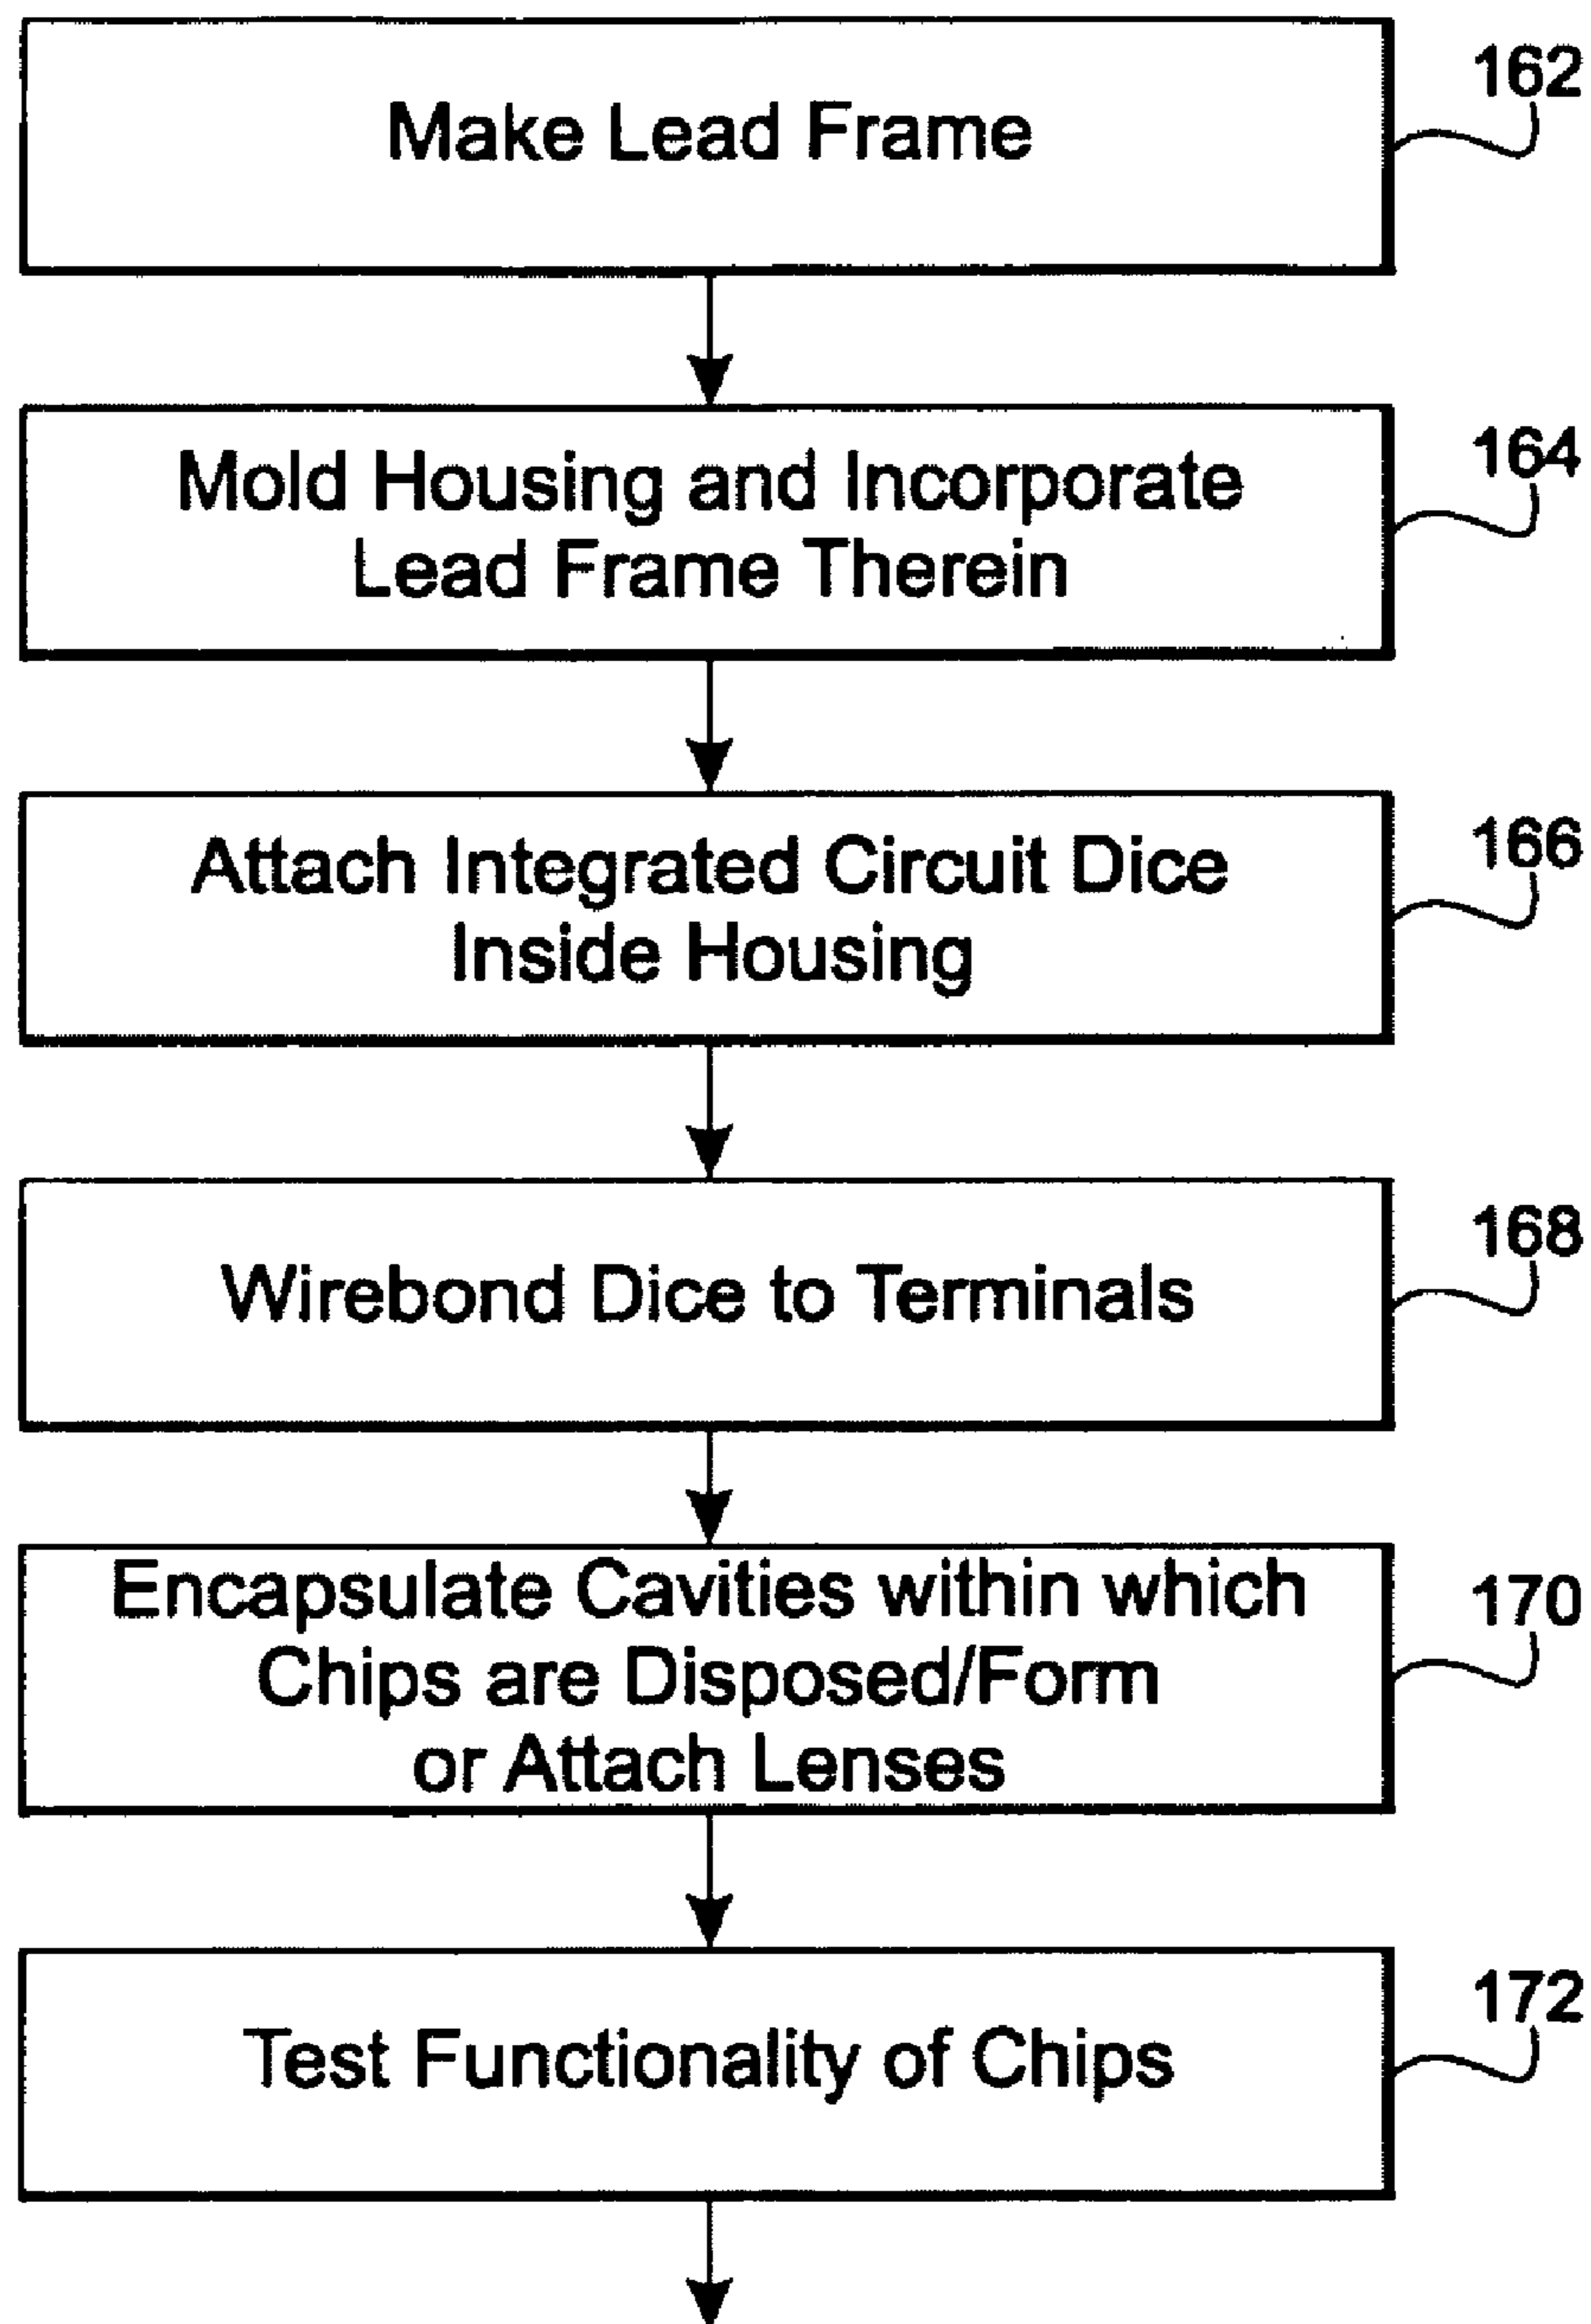 Make Lead Frame
162
Mold Housing and Incorporate
Lead Frame Therein
164
Attach Integrated Circuit Dice
Inside Housing
166
Wirebond Dice to Terminals
168
Encapsulate Cavities within which
Chips are Disposed/Form
or Attach Lenses
170
Test Functionality of Chips
172